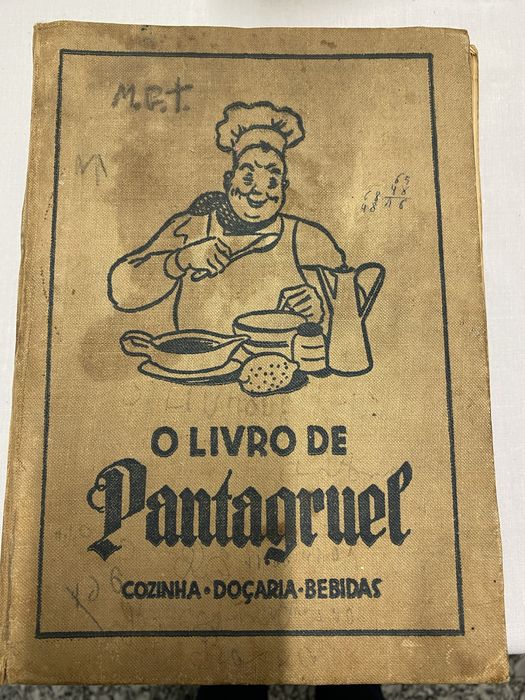 M.E.T.
O LIVRO DE
Pantagruel
COZINHA · DOÇARIA · BEBIDAS